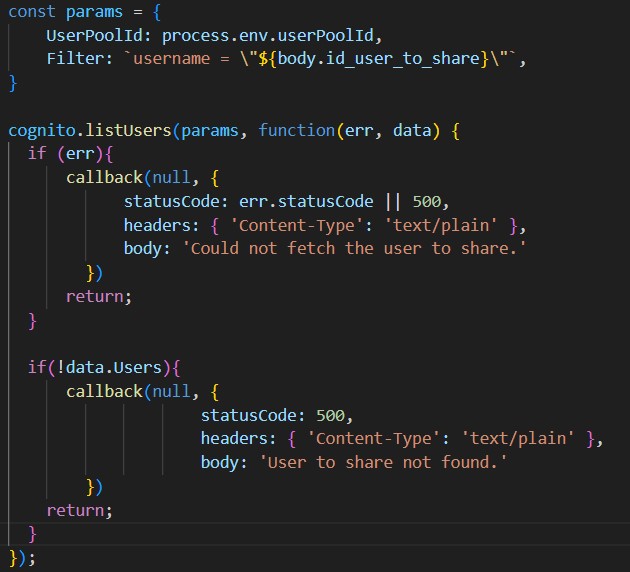 const params = {
    UserPoolId: process.env.userPoolId,
    Filter: `username = \"${body.id_user_to_share}\"`,
}

cognito.listUsers(params, function(err, data) {
  if (err){
      callback(null, {
            statusCode: err.statusCode || 500,
            headers: { 'Content-Type': 'text/plain' },
            body: 'Could not fetch the user to share.'
        })
      return;
  }

  if(!data.Users){
      callback(null, {
                    statusCode: 500,
                    headers: { 'Content-Type': 'text/plain' },
                    body: 'User to share not found.'
        })
    return;
  }
});